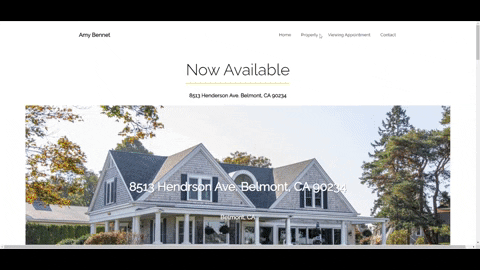 Amy Bennet
Home Property Viewing Appointment Contact
Now Available
8513 Henderson Ave. Belmont, CA 90234
8513 Hendrson Ave. Belmont, CA 90234
Belmont, CA